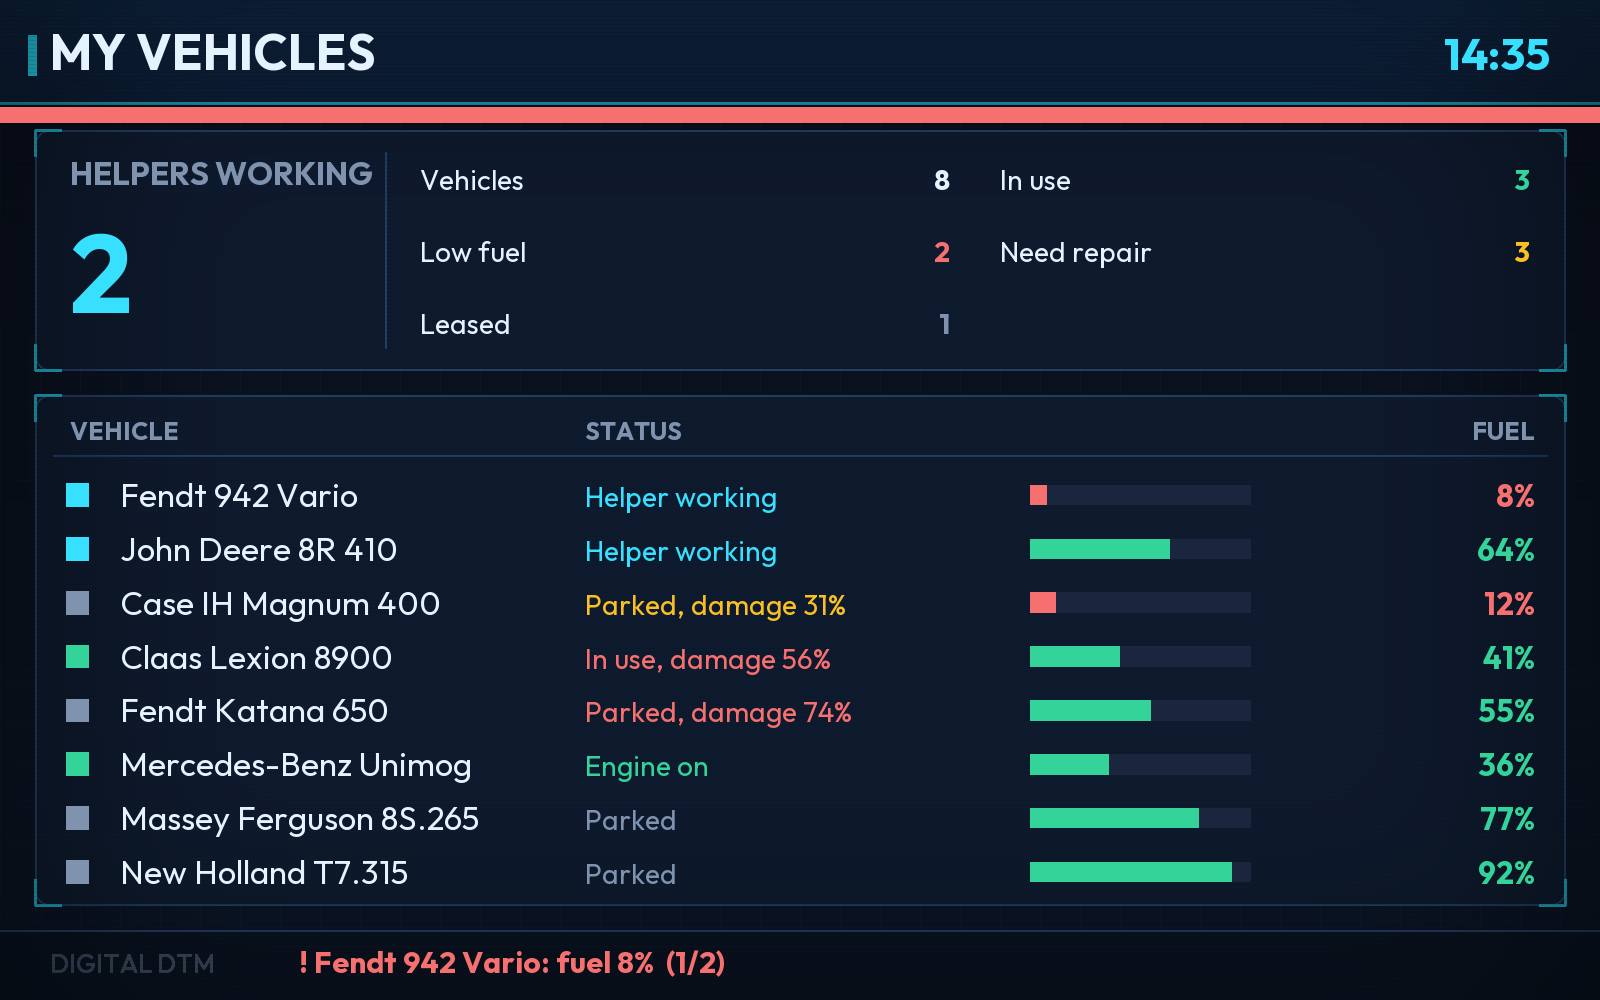 MY VEHICLES
14:35
HELPERS WORKING
2
Vehicles 8
In use 3
Low fuel 2
Need repair 3
Leased 1
VEHICLE STATUS FUEL
Fendt 942 Vario Helper working 8%
John Deere 8R 410 Helper working 64%
Case IH Magnum 400 Parked, damage 31% 12%
Claas Lexion 8900 In use, damage 56% 41%
Fendt Katana 650 Parked, damage 74% 55%
Mercedes-Benz Unimog Engine on 36%
Massey Ferguson 8S.265 Parked 77%
New Holland T7.315 Parked 92%
DIGITAL DTM
! Fendt 942 Vario: fuel 8% (1/2)